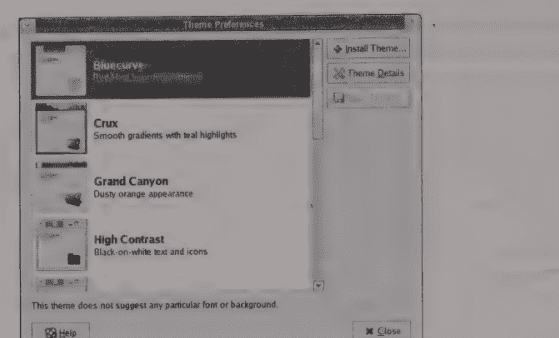 Theme Preferences
Bluecurve
Install Theme...
Theme Details
Crux
Smooth gradients with teal highlights
Grand Canyon
Dusty orange appearance
High Contrast
Black-on-white text and icons
This theme does not suggest any particular font or background.
Help
Close